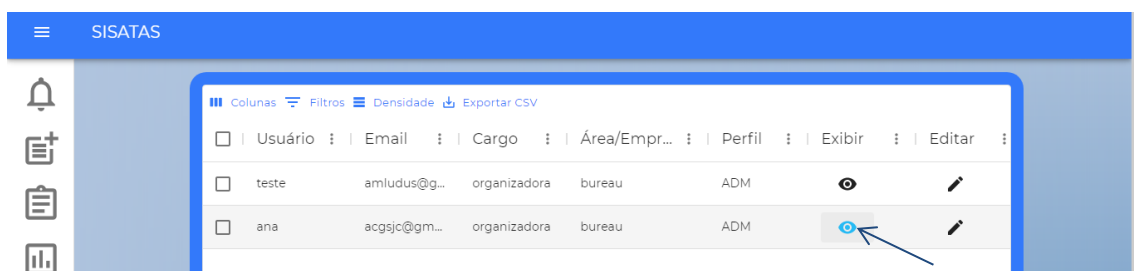 SISATAS
Colunas Filtros Densidade Exportar CSV
Usuário Email Cargo Área/Empr... Perfil Exibir Editar
teste amludus@g... organizadora bureau ADM
ana acgsjc@gm... organizadora bureau ADM